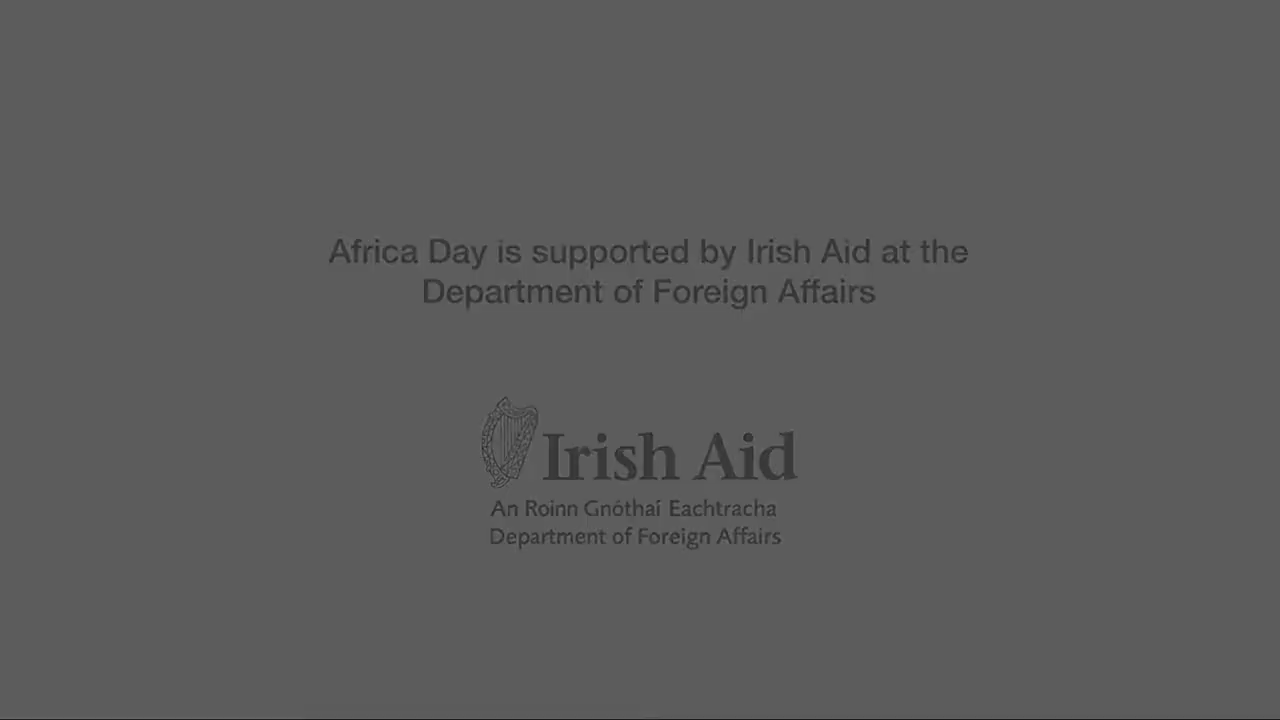 Africa Day is supported by Irish Aid at the
Department of Foreign Affairs
Irish Aid
An Roinn Gnóthaí Eachtracha
Department of Foreign Affairs